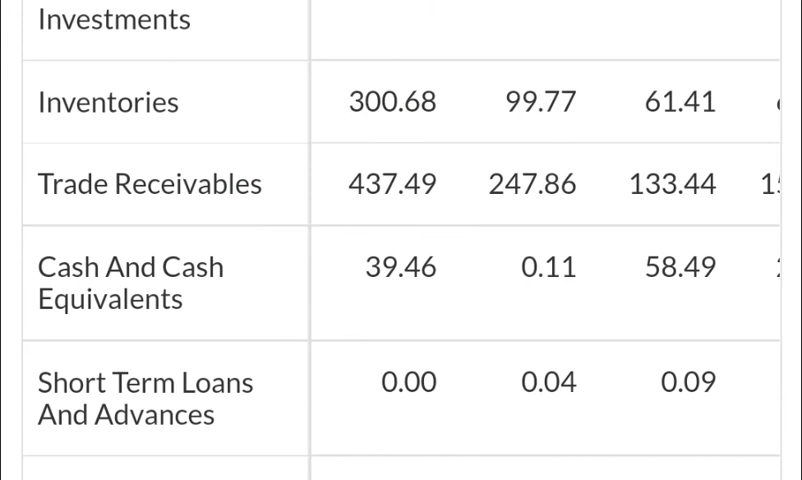 Investments
Inventories 300.68 99.77 61.41
Trade Receivables 437.49 247.86 133.44
Cash And Cash 39.46 0.11 58.49
Equivalents
Short Term Loans 0.00 0.04 0.09
And Advances